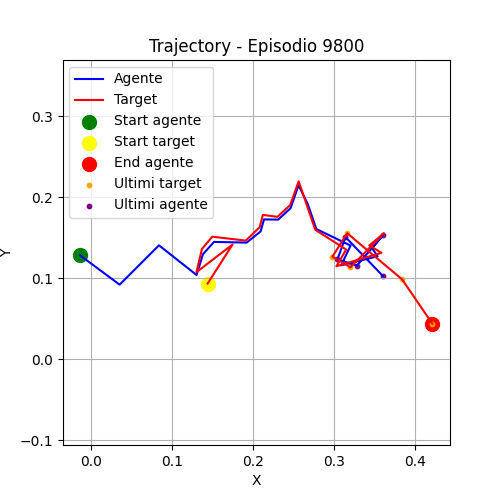 Trajectory - Episodio 9800
Agente
Target
Start agente
Start target
End agente
Ultimi target
Ultimi agente
0.3
0.2
0.1
0.0
−0.1
Y
0.0
0.1
0.2
0.3
0.4
X